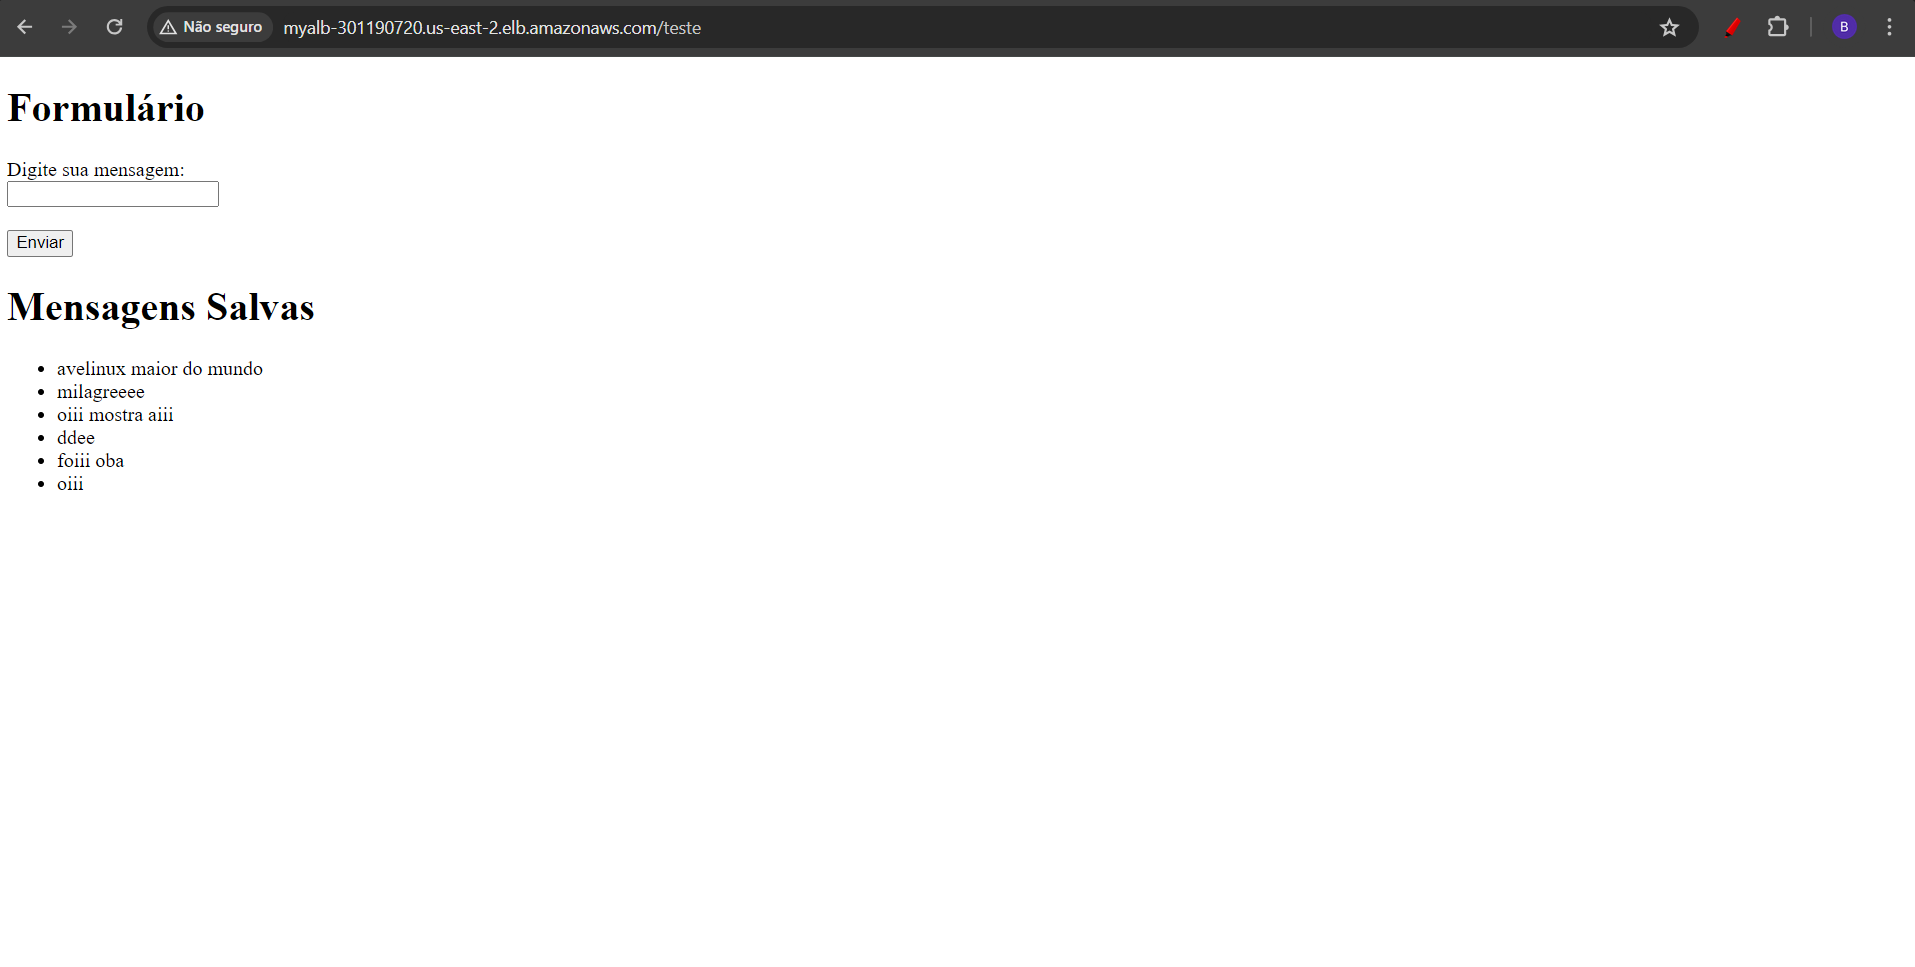 Não seguro
myalb-301190720.us-east-2.elb.amazonaws.com/teste
B
Formulário
Digite sua mensagem:
Enviar
Mensagens Salvas
avelinux maior do mundo
milagreeee
oiii mostra aiii
ddee
foiii oba
oiii